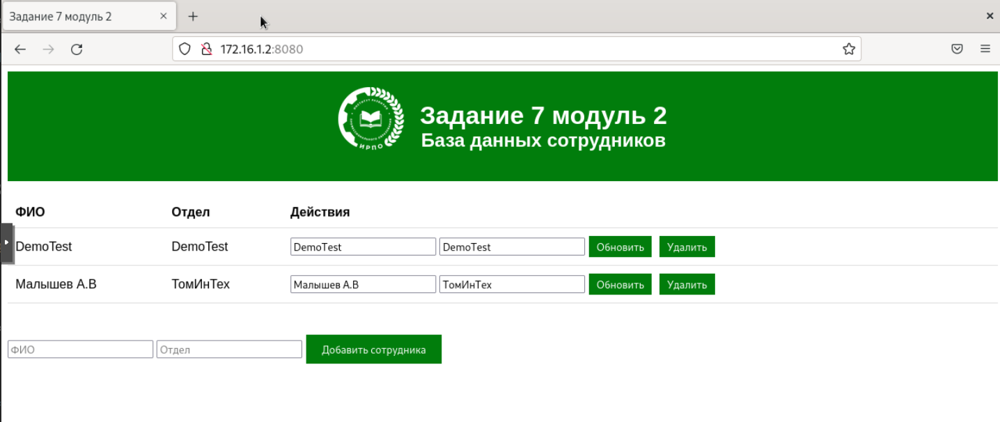 Задание 7 модуль 2
172.16.1.2:8080
Задание 7 модуль 2
База данных сотрудников
ИРПО
ФИО Отдел Действия
DemoTest DemoTest DemoTest DemoTest Обновить Удалить
Малышев А.В ТомИнТех Малышев А.В ТомИнТех Обновить Удалить
ФИО Отдел Добавить сотрудника